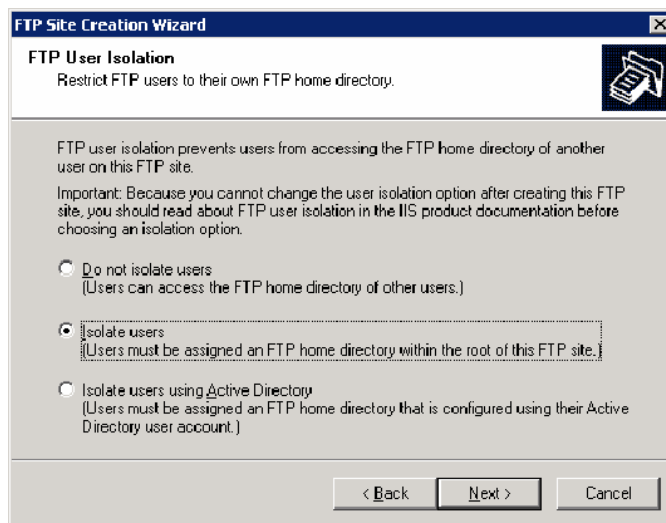 FTP Site Creation Wizard
FTP User Isolation
Restrict FTP users to their own FTP home directory.
FTP user isolation prevents users from accessing the FTP home directory of another
user on this FTP site.
Important: Because you cannot change the user isolation option after creating this FTP
site, you should read about FTP user isolation in the IIS product documentation before
choosing an isolation option.
Do not isolate users
(Users can access the FTP home directory of other users.)
Isolate users
(Users must be assigned an FTP home directory within the root of this FTP site.)
Isolate users using Active Directory
(Users must be assigned an FTP home directory that is configured using their Active
Directory user account.)
< Back Next > Cancel